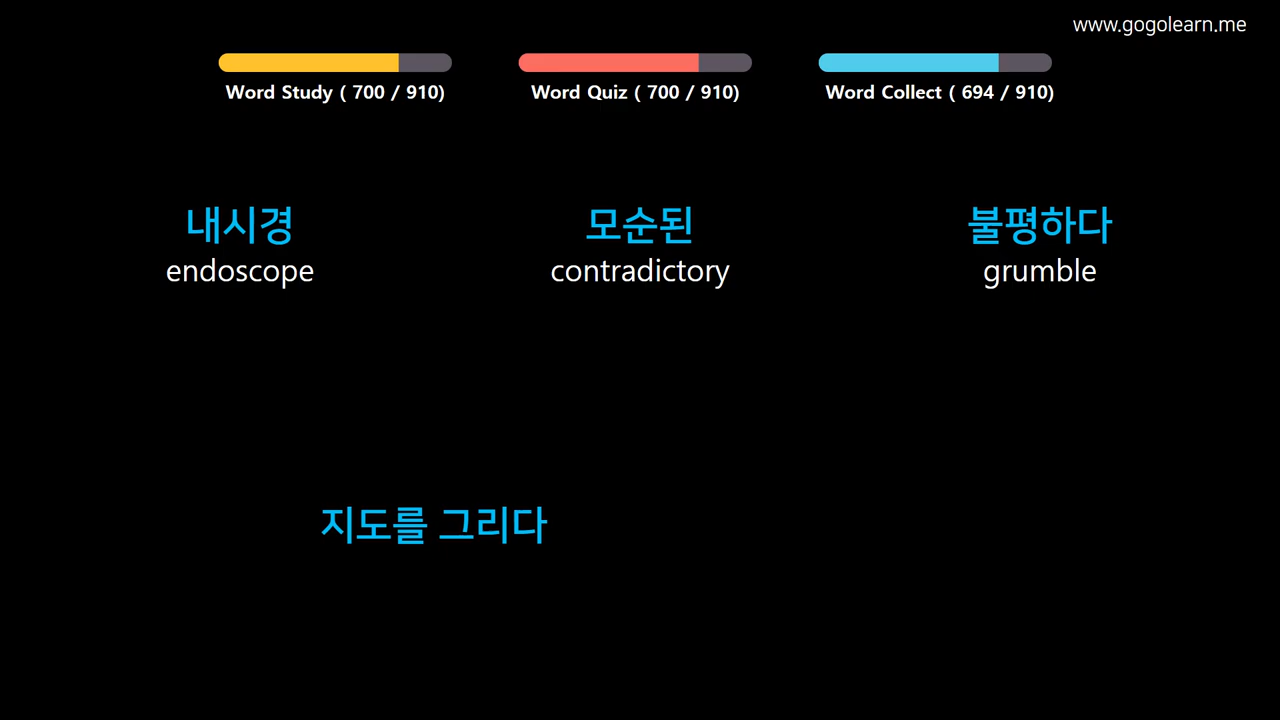 www.gogolearn.me
Word Study ( 700 / 910)
Word Quiz ( 700 / 910)
Word Collect ( 694 / 910)
내시경
endoscope
모순된
contradictory
불평하다
grumble
지도를 그리다